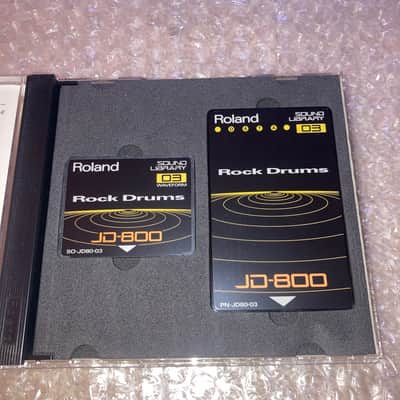 Roland
SOUND
LIBRARY
03
WAVEFORM
Rock Drums
JD-800
SO-JD80-03
Roland
SOUND
LIBRARY
DATA
03
Rock Drums
JD-800
PN-JD80-03